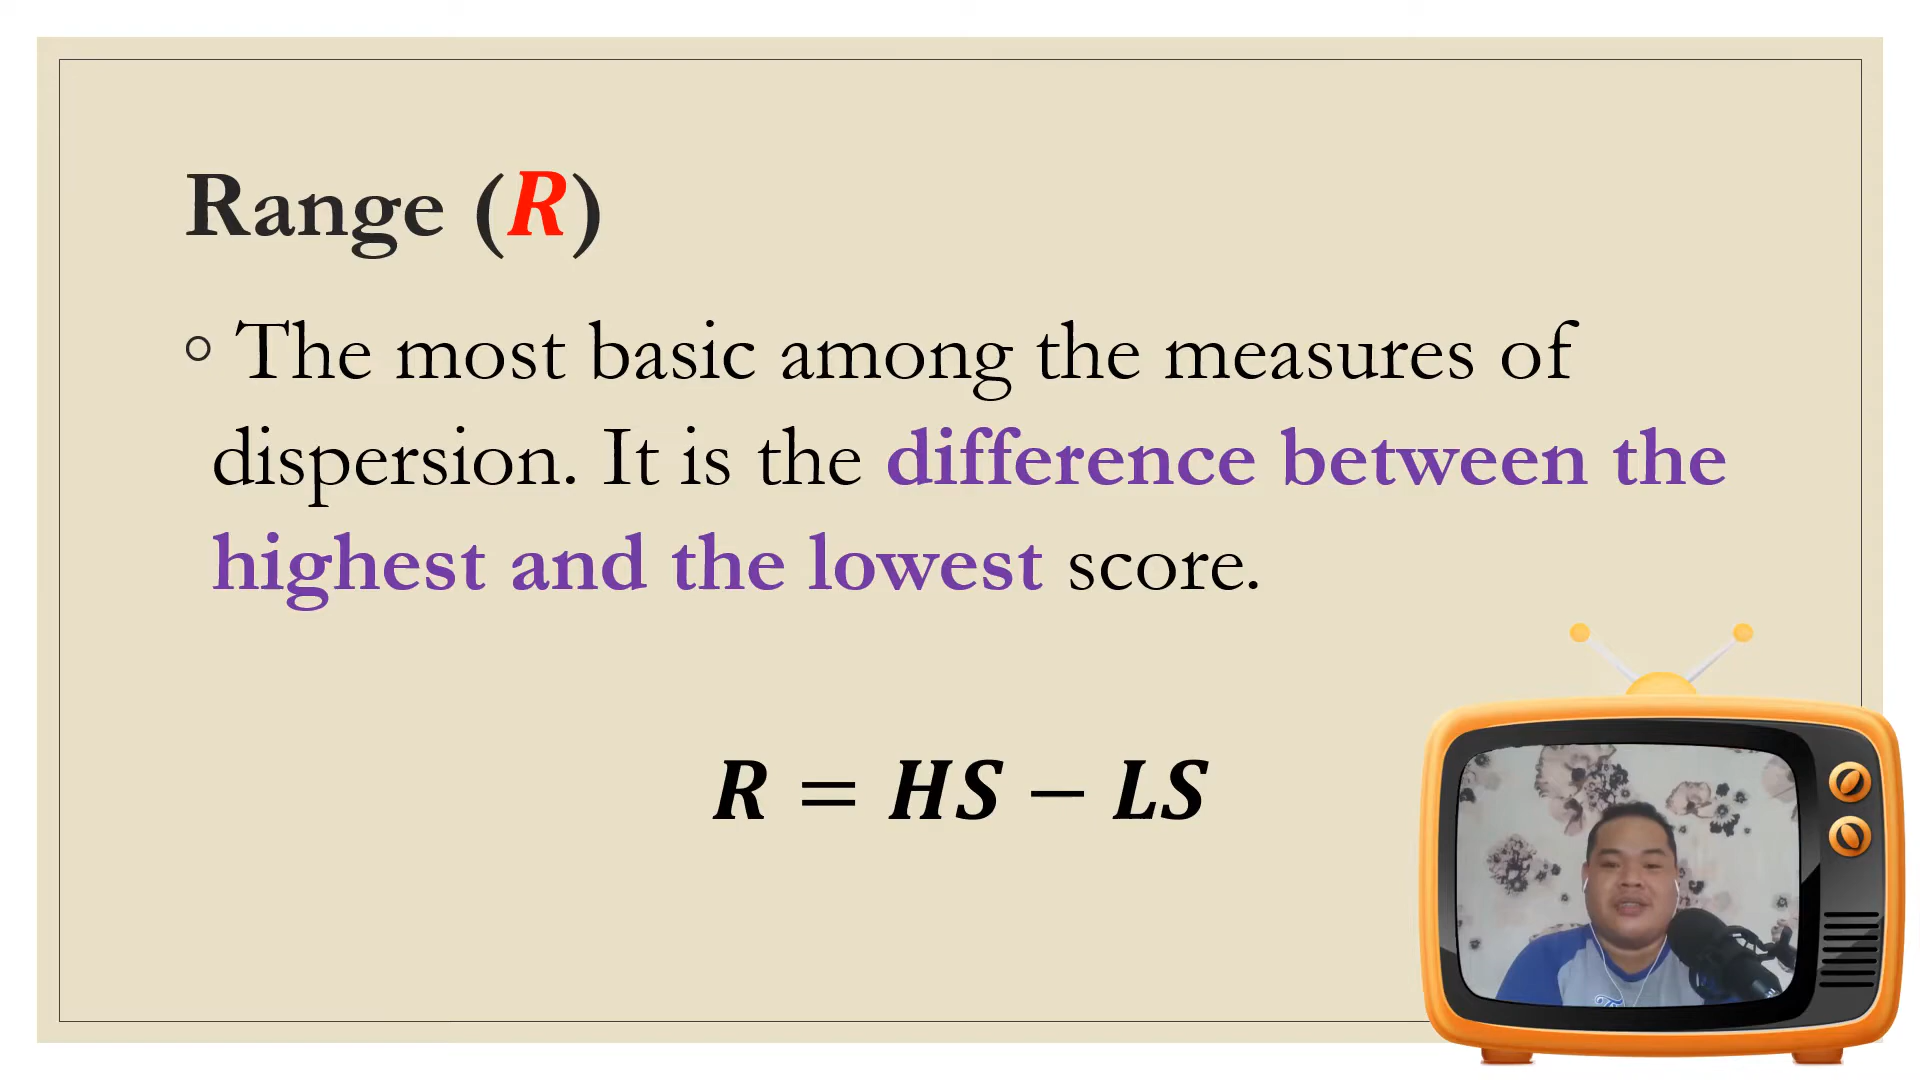 Range (R)
◦ The most basic among the measures of
dispersion. It is the difference between the
highest and the lowest score.
R = HS − LS